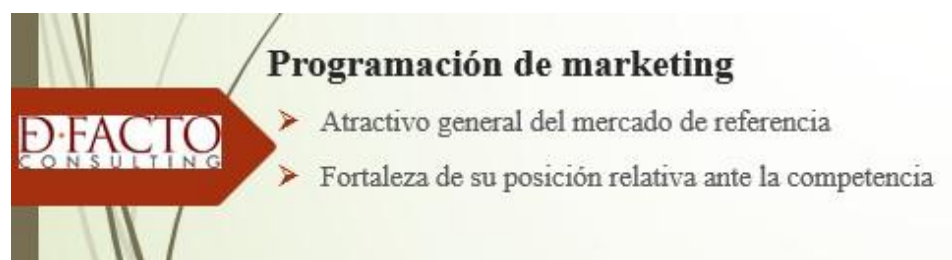 Programación de marketing
Atractivo general del mercado de referencia
D·FACTO
CONSULTING
Fortaleza de su posición relativa ante la competencia